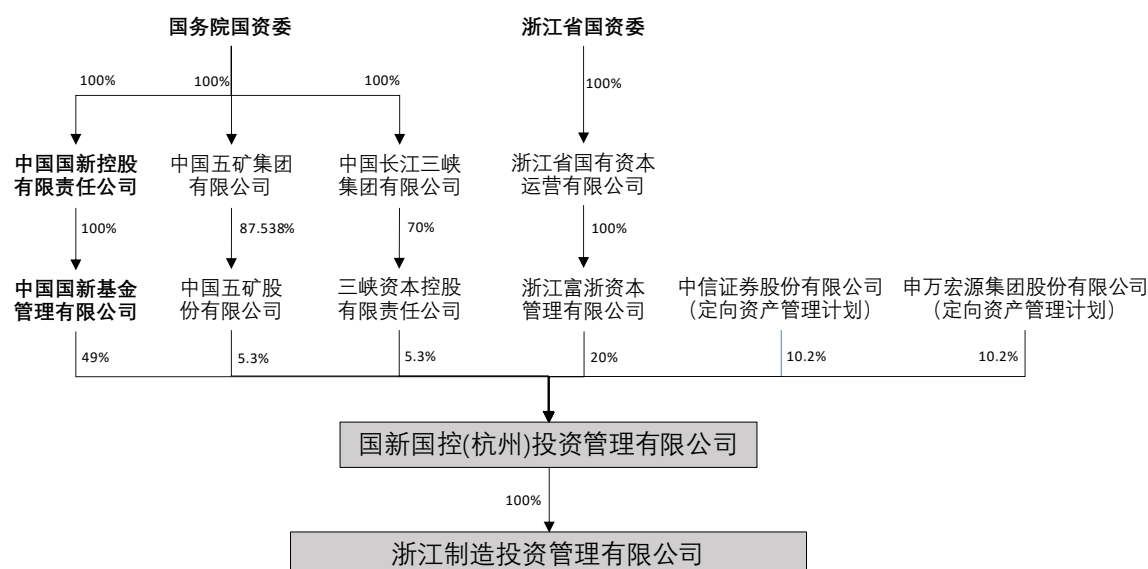 国务院国资委
浙江省国资委
100%
100%
100%
100%
中国国新控股
有限责任公司
中国五矿集团
有限公司
中国长江三峡
集团有限公司
浙江省国有资本
运营有限公司
100%
87.538%
70%
100%
中国国新基金
管理有限公司
中国五矿股
份有限公司
三峡资本控股
有限责任公司
浙江富浙资本
管理有限公司
中信证券股份有限公司
（定向资产管理计划）
申万宏源集团股份有限公司
（定向资产管理计划）
49%
5.3%
5.3%
20%
10.2%
10.2%
国新国控(杭州)投资管理有限公司
100%
浙江制造投资管理有限公司